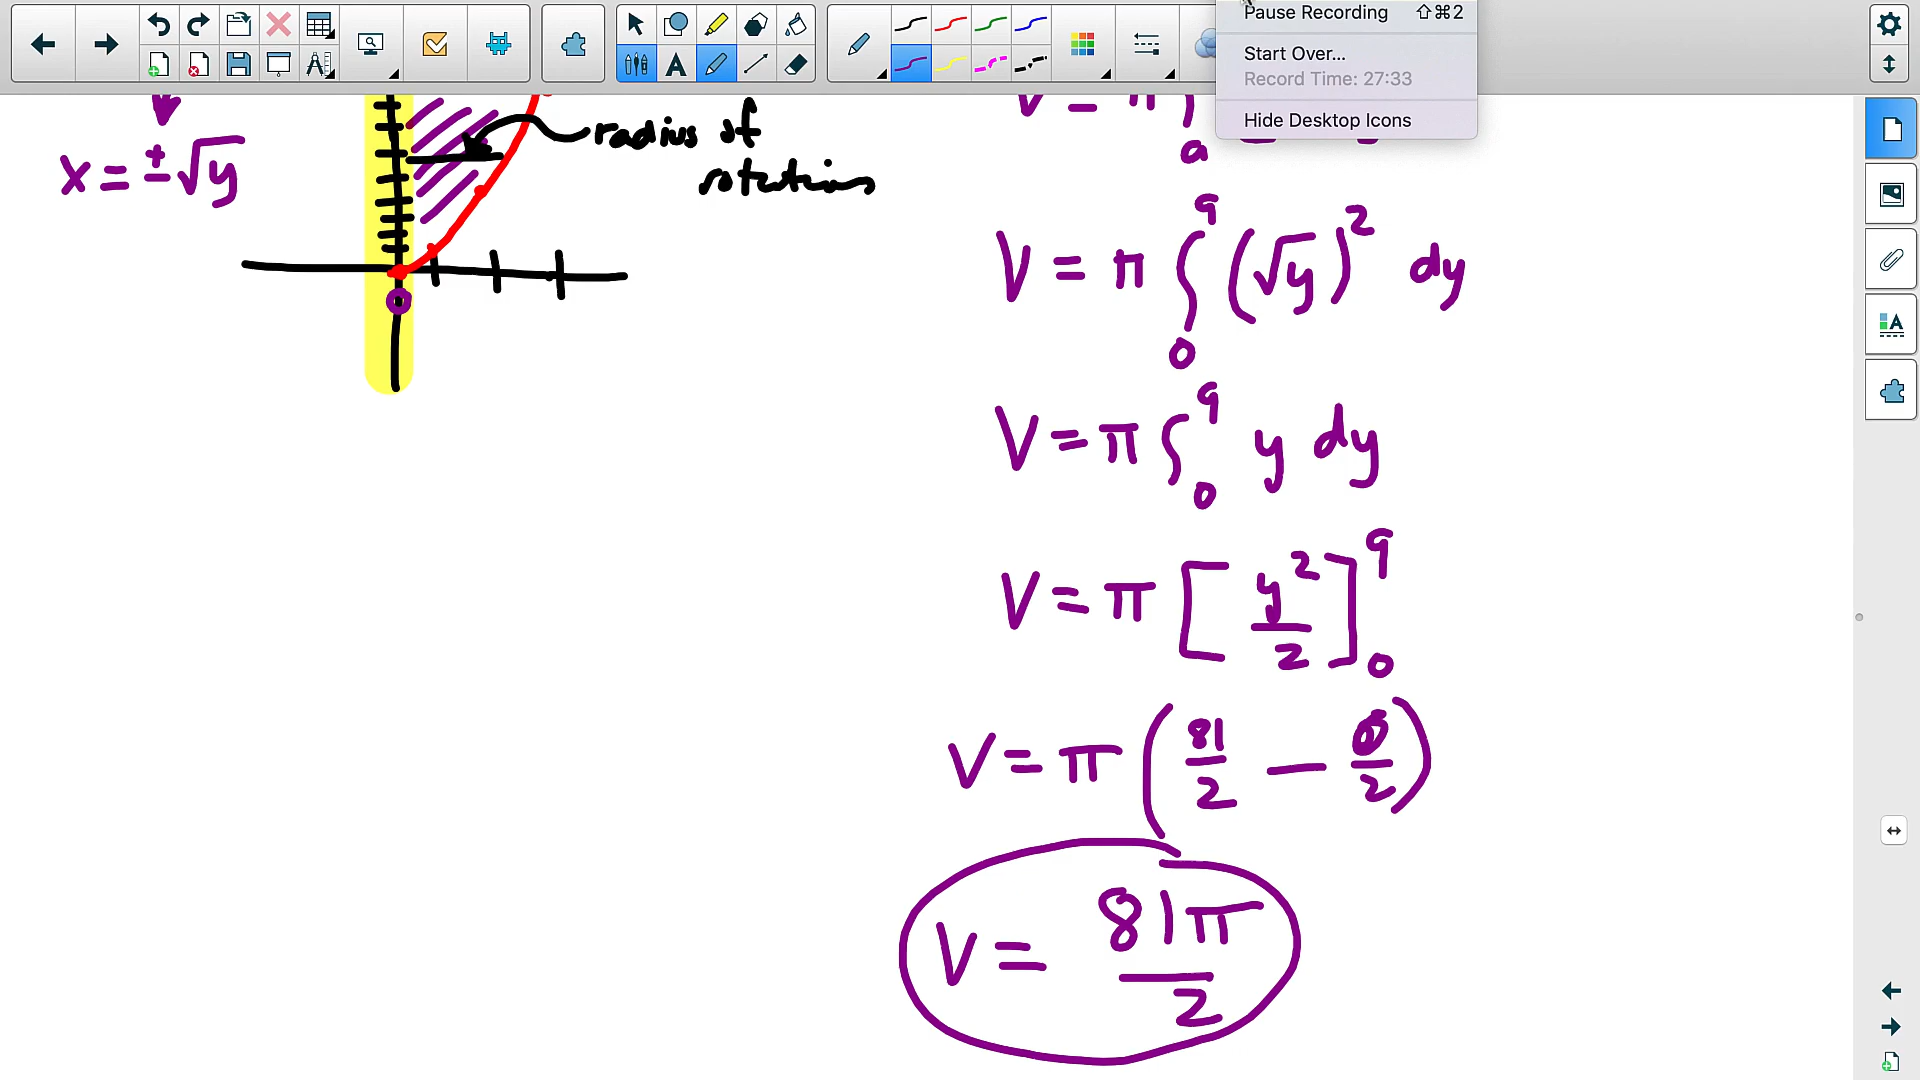 Pause Recording ⇧⌘2
Start Over...
Record Time: 27:33
Hide Desktop Icons
A
A
radius of
rotation
x = ±√y
0
V = π ∫
a
V = π ∫₀⁹ (√y)² dy
V = π ∫₀⁹ y dy
V = π [y²/2]₀⁹
V = π (81/2 − 0/2)
V = 81π/2